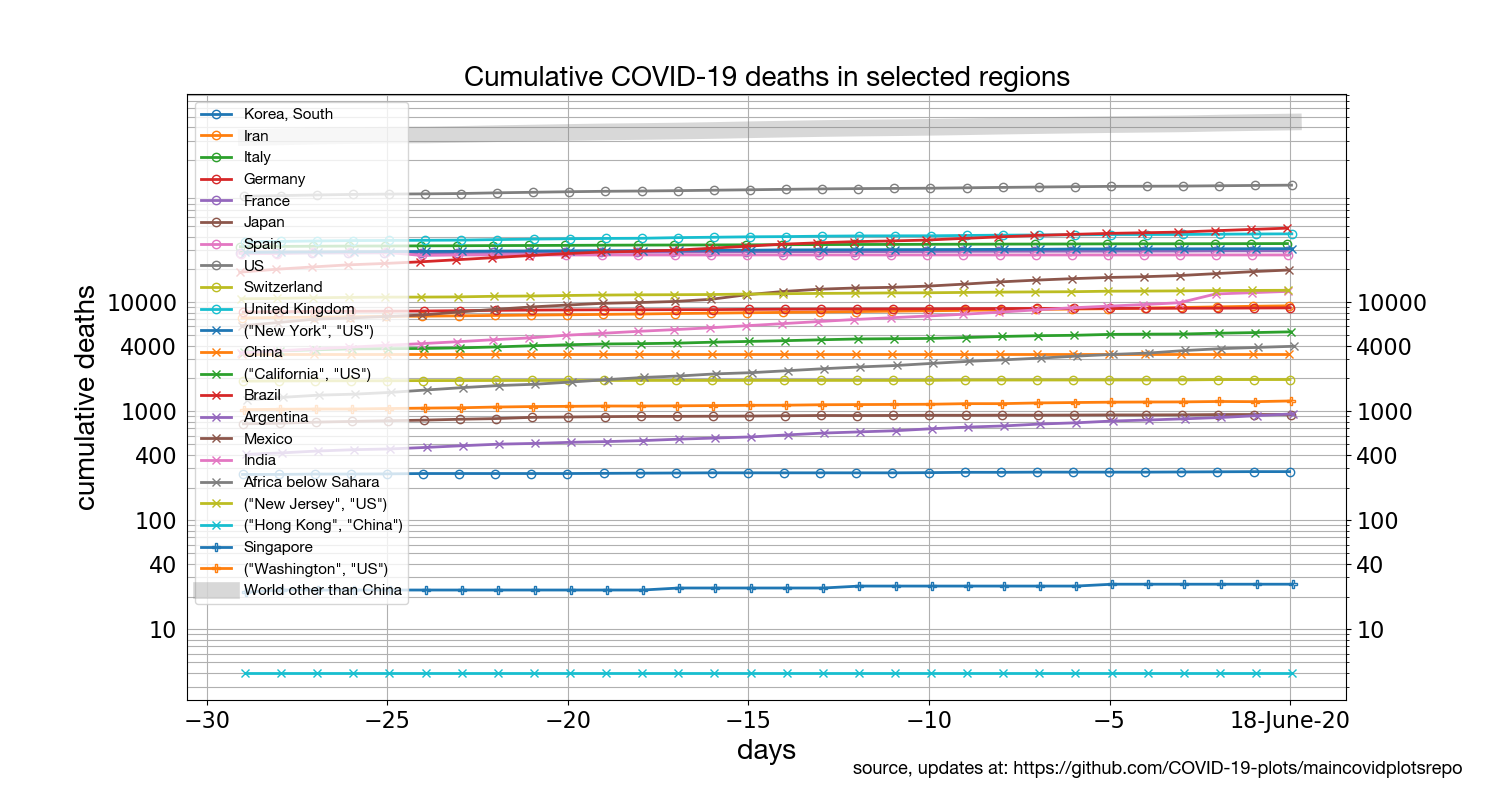 Cumulative COVID-19 deaths in selected regions
Korea, South
Iran
Italy
Germany
France
Japan
Spain
US
Switzerland
United Kingdom
("New York", "US")
China
("California", "US")
Brazil
Argentina
Mexico
India
Africa below Sahara
("New Jersey", "US")
("Hong Kong", "China")
Singapore
("Washington", "US")
World other than China
cumulative deaths
10000
4000
1000
400
100
40
10
10000
4000
1000
400
100
40
10
−30 −25 −20 −15 −10 −5 18-June-20
days
source, updates at: https://github.com/COVID-19-plots/maincovidplotsrepo